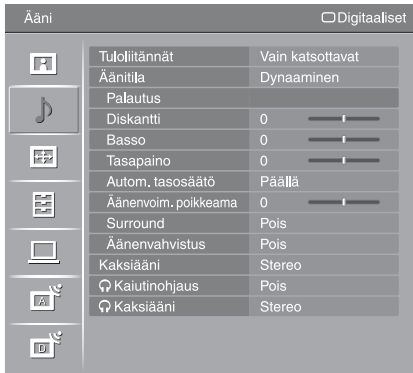 Ääni Digitaaliset
Tuloliitännät Vain katsottavat
Äänitila Dynaaminen
Palautus
Diskantti 0
Basso 0
Tasapaino 0
Autom. tasosäätö Päällä
Äänenvoim. poikkeama 0
Surround Pois
Äänenvahvistus Pois
Kaksiääni Stereo
Kaiutinohjaus Pois
Kaksiääni Stereo
A
D